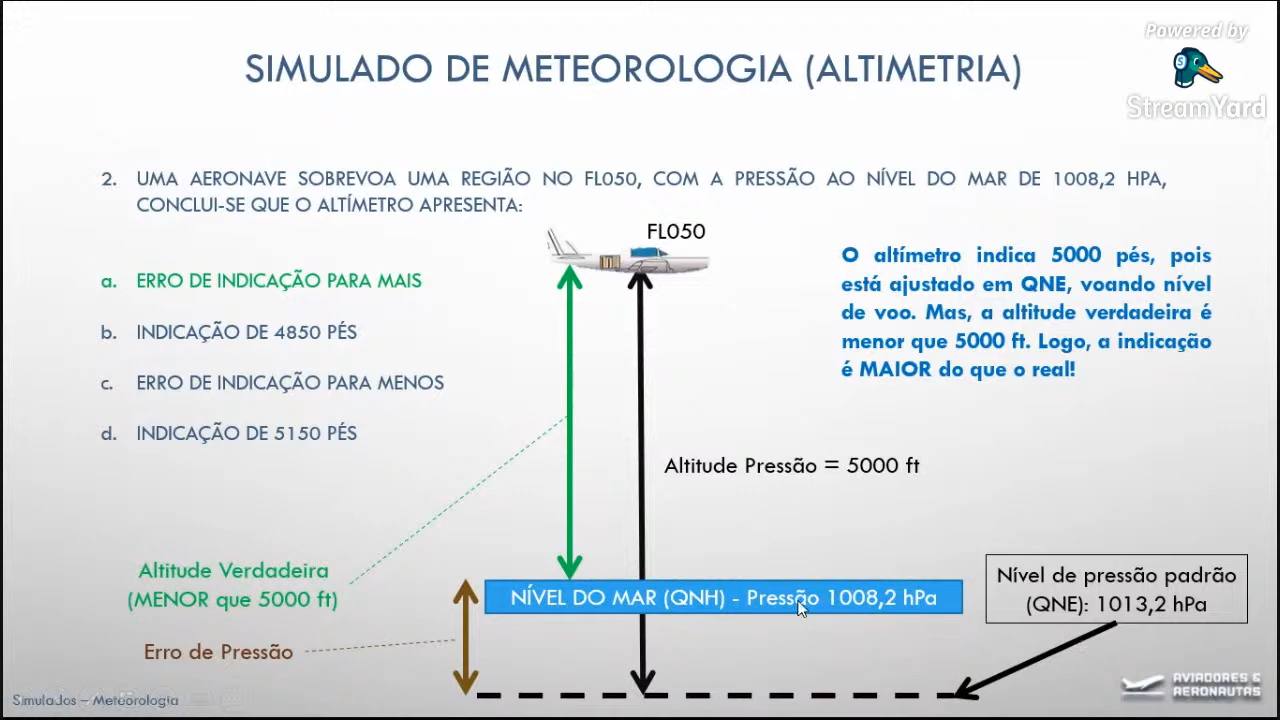 Powered by
StreamYard
SIMULADO DE METEOROLOGIA (ALTIMETRIA)
2. UMA AERONAVE SOBREVOA UMA REGIÃO NO FL050, COM A PRESSÃO AO NÍVEL DO MAR DE 1008,2 HPA,
CONCLUI-SE QUE O ALTÍMETRO APRESENTA:
FL050
a. ERRO DE INDICAÇÃO PARA MAIS
b. INDICAÇÃO DE 4850 PÉS
c. ERRO DE INDICAÇÃO PARA MENOS
d. INDICAÇÃO DE 5150 PÉS
O altímetro indica 5000 pés, pois
está ajustado em QNE, voando nível
de voo. Mas, a altitude verdadeira é
menor que 5000 ft. Logo, a indicação
é MAIOR do que o real!
Altitude Pressão = 5000 ft
Altitude Verdadeira
(MENOR que 5000 ft)
Erro de Pressão
NÍVEL DO MAR (QNH) - Pressão 1008,2 hPa
Nível de pressão padrão
(QNE): 1013,2 hPa
Simulados – Meteorologia
AVIADORES E
AERONAUTAS